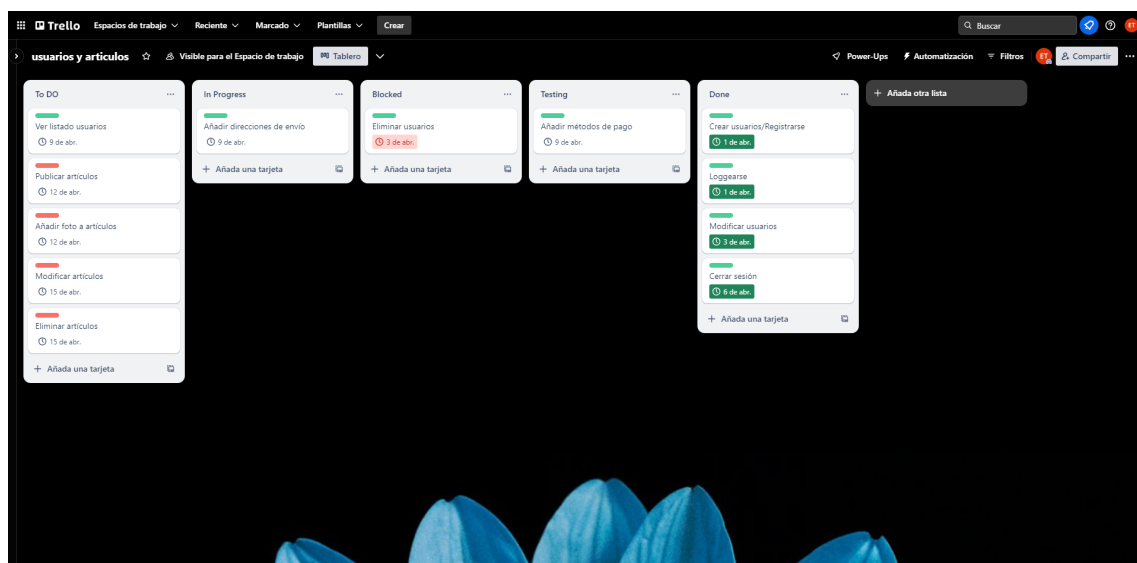 Trello
Espacios de trabajo
Reciente
Marcado
Plantillas
Crear
Buscar
ET
usuarios y articulos
Visible para el Espacio de trabajo
Tablero
Power-Ups
Automatización
Filtros
ET
Compartir
To DO
Ver listado usuarios
9 de abr.
Publicar artículos
12 de abr.
Añadir foto a artículos
12 de abr.
Modificar artículos
15 de abr.
Eliminar artículos
15 de abr.
+ Añada una tarjeta
In Progress
Añadir direcciones de envío
9 de abr.
+ Añada una tarjeta
Blocked
Eliminar usuarios
3 de abr.
+ Añada una tarjeta
Testing
Añadir métodos de pago
9 de abr.
+ Añada una tarjeta
Done
Crear usuarios/Registrarse
1 de abr.
Loggearse
1 de abr.
Modificar usuarios
3 de abr.
Cerrar sesión
6 de abr.
+ Añada una tarjeta
+ Añada otra lista